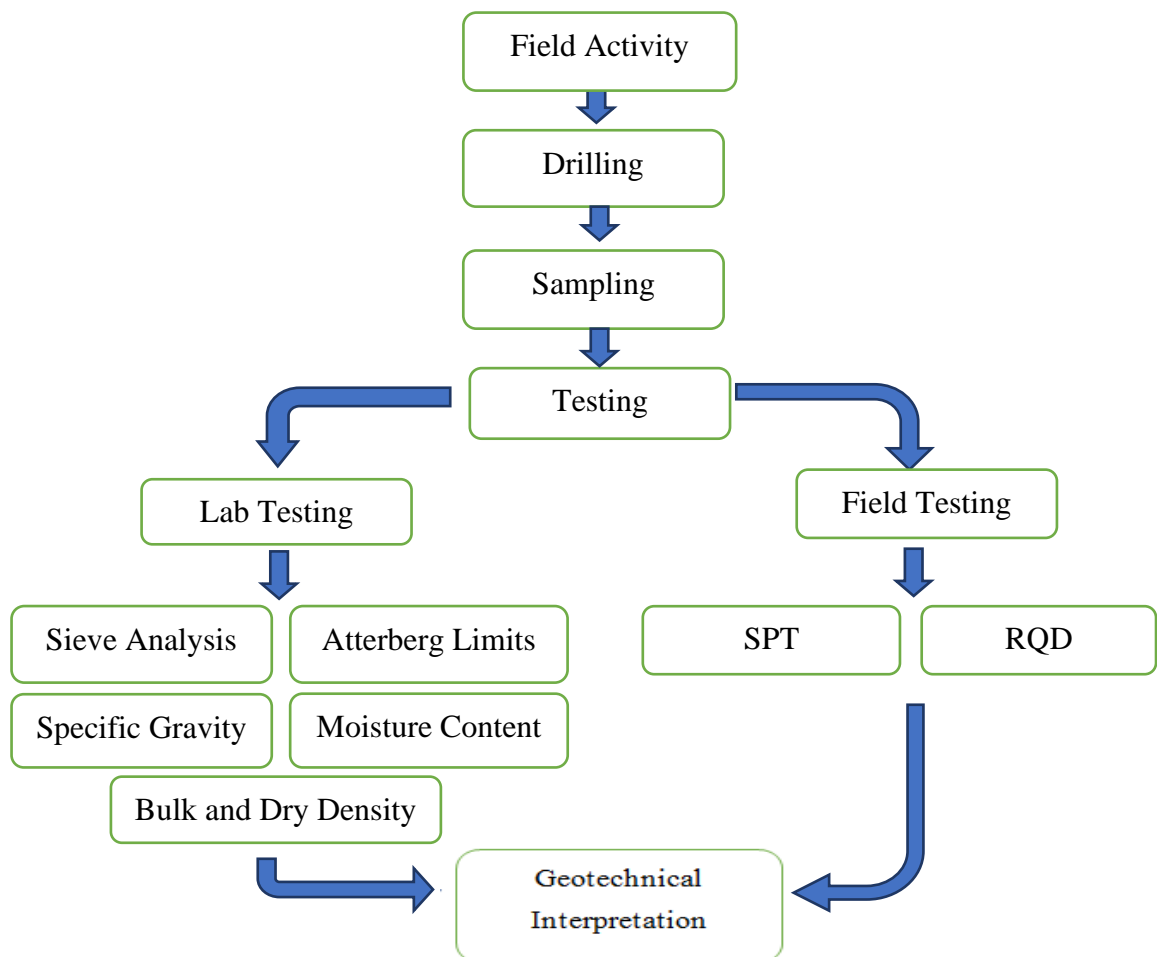 Field Activity
Drilling
Sampling
Testing
Lab Testing
Field Testing
Sieve Analysis
Atterberg Limits
SPT
RQD
Specific Gravity
Moisture Content
Bulk and Dry Density
Geotechnical
Interpretation